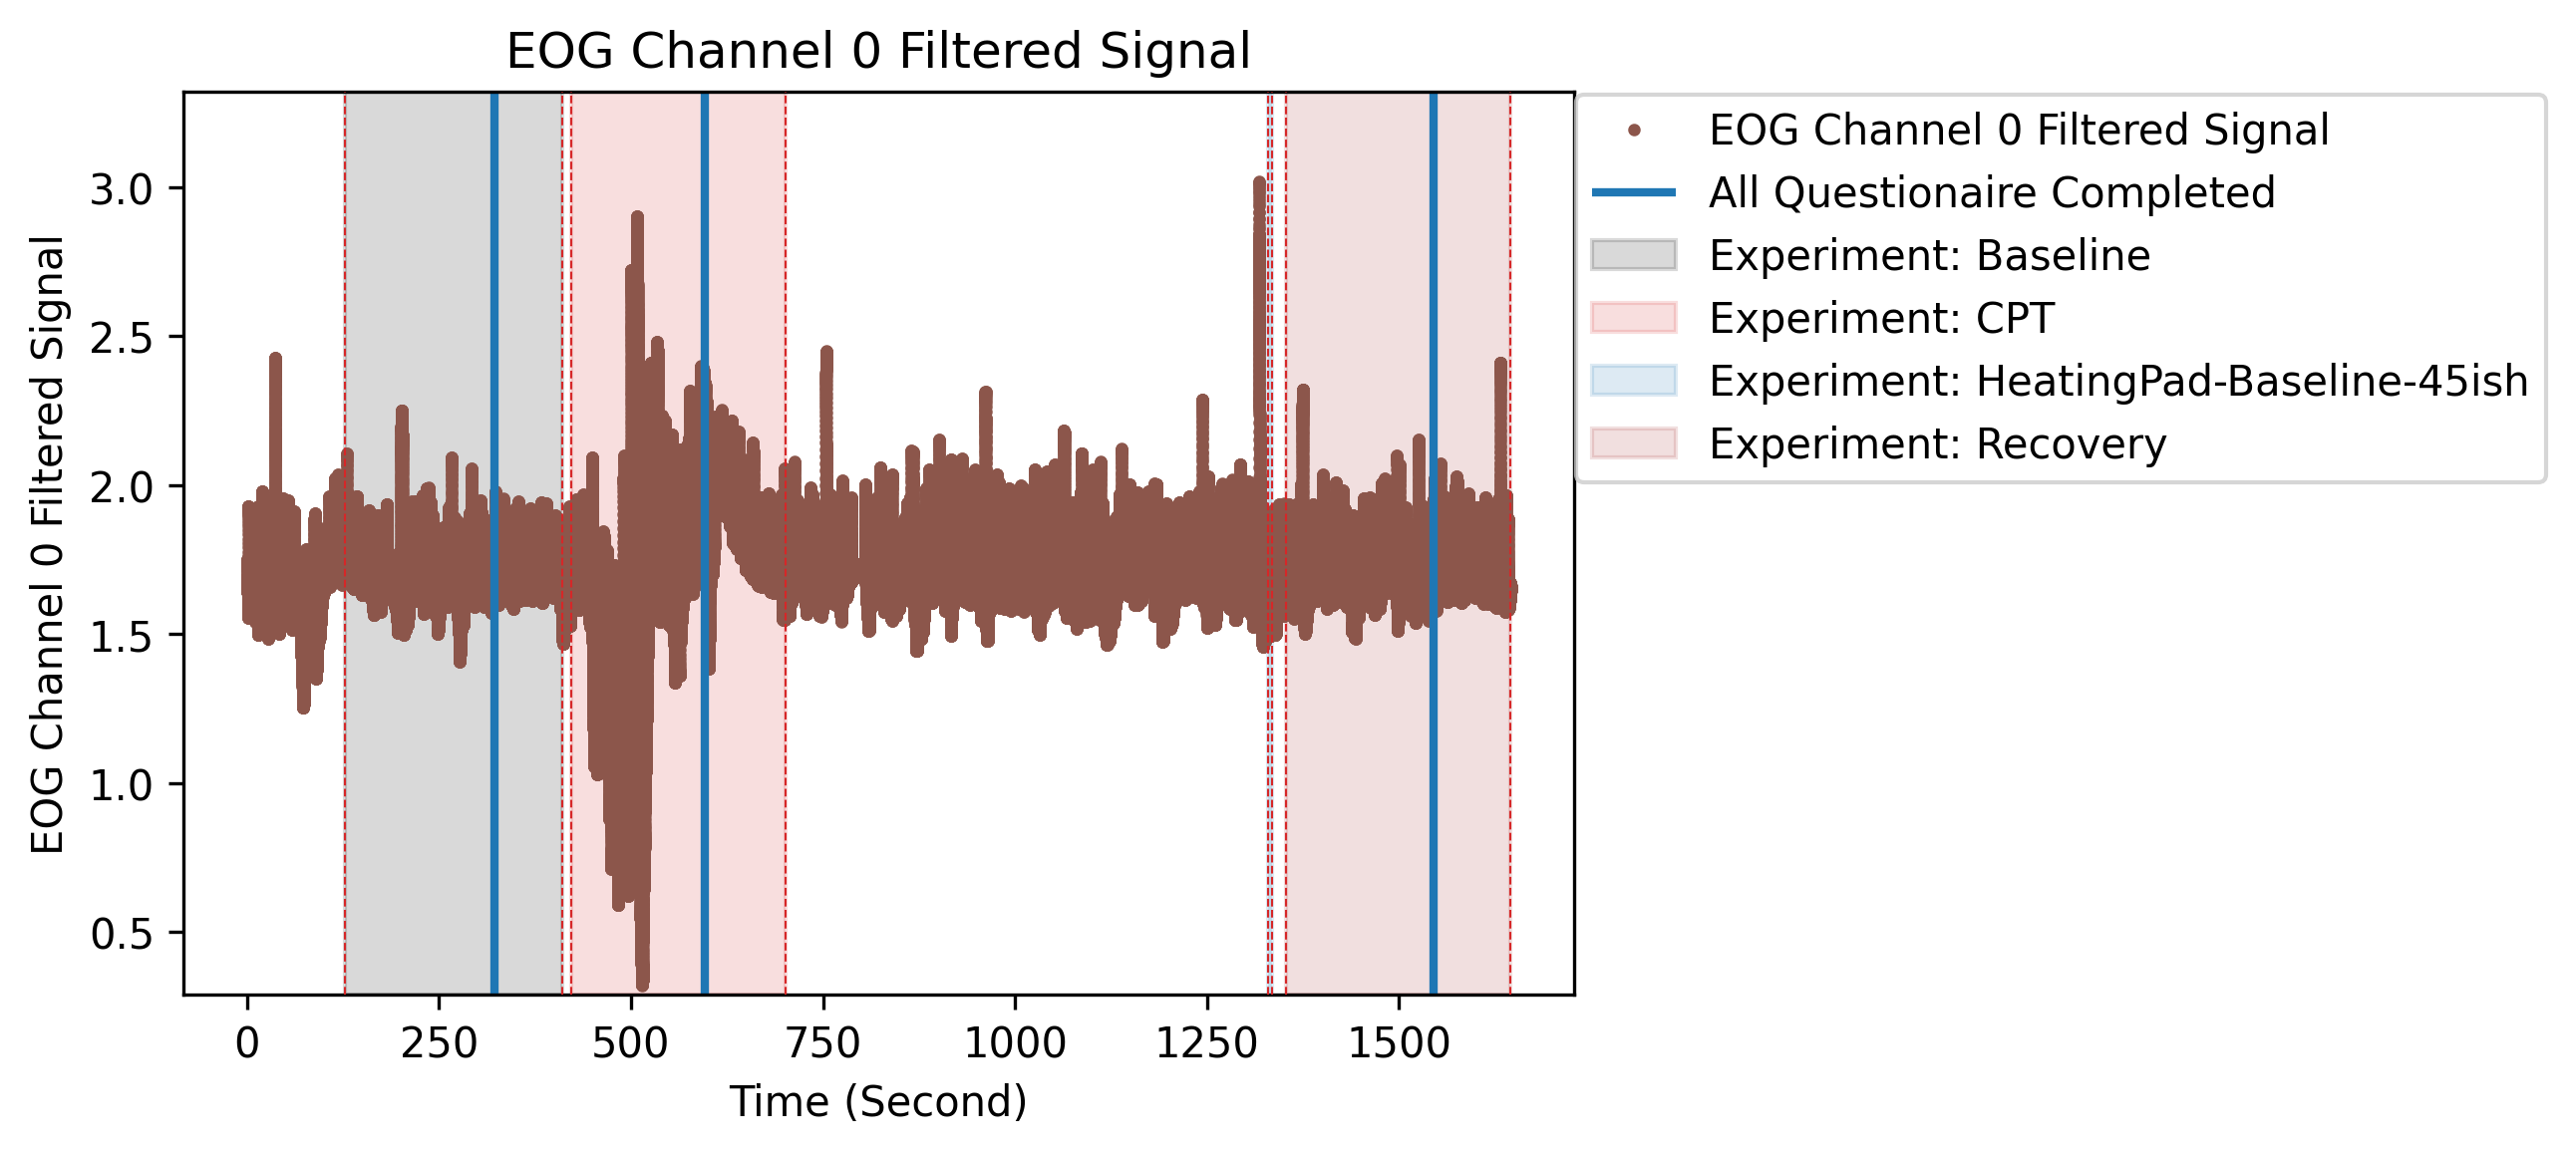 EOG Channel 0 Filtered Signal
EOG Channel 0 Filtered Signal
3.0
2.5
2.0
1.5
1.0
0.5
0 250 500 750 1000 1250 1500
Time (Second)
EOG Channel 0 Filtered Signal
All Questionaire Completed
Experiment: Baseline
Experiment: CPT
Experiment: HeatingPad-Baseline-45ish
Experiment: Recovery